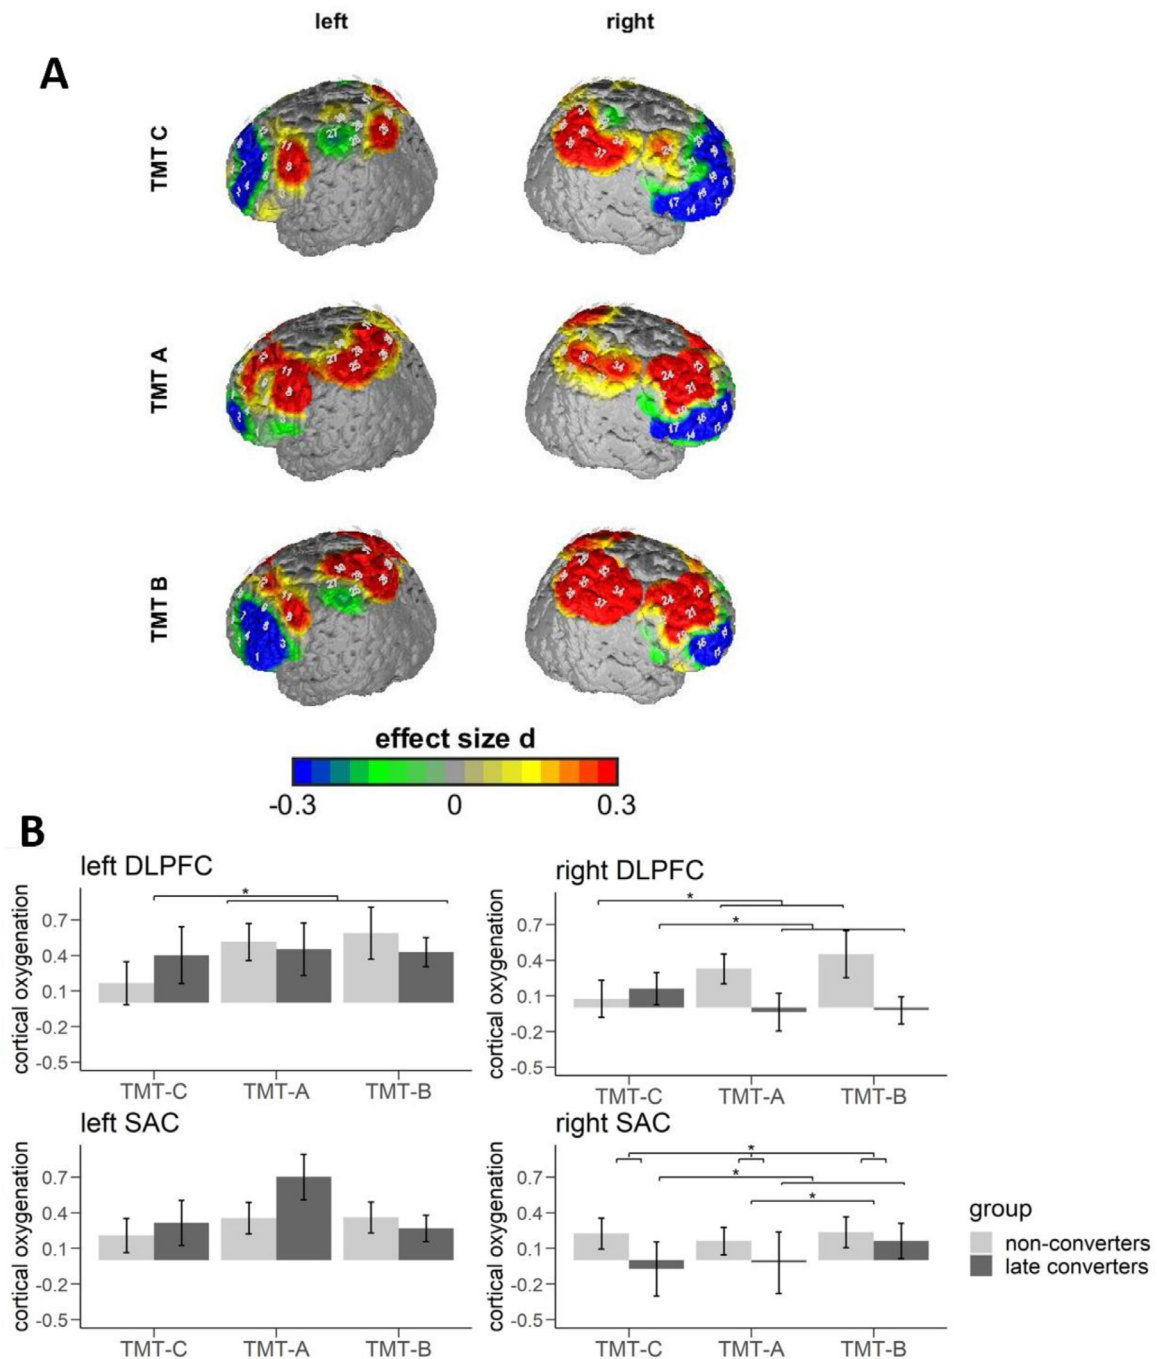 left right
A
TMT C
TMT A
TMT B
effect size d
-0.3 0 0.3
B
left DLPFC
cortical oxygenation
0.7
0.4
0.1
-0.2
-0.5
*
TMT-C TMT-A TMT-B
right DLPFC
cortical oxygenation
0.7
0.4
0.1
-0.2
-0.5
*
*
TMT-C TMT-A TMT-B
left SAC
cortical oxygenation
0.7
0.4
0.1
-0.2
-0.5
TMT-C TMT-A TMT-B
right SAC
cortical oxygenation
0.7
0.4
0.1
-0.2
-0.5
*
*
*
TMT-C TMT-A TMT-B
group
non-converters
late converters